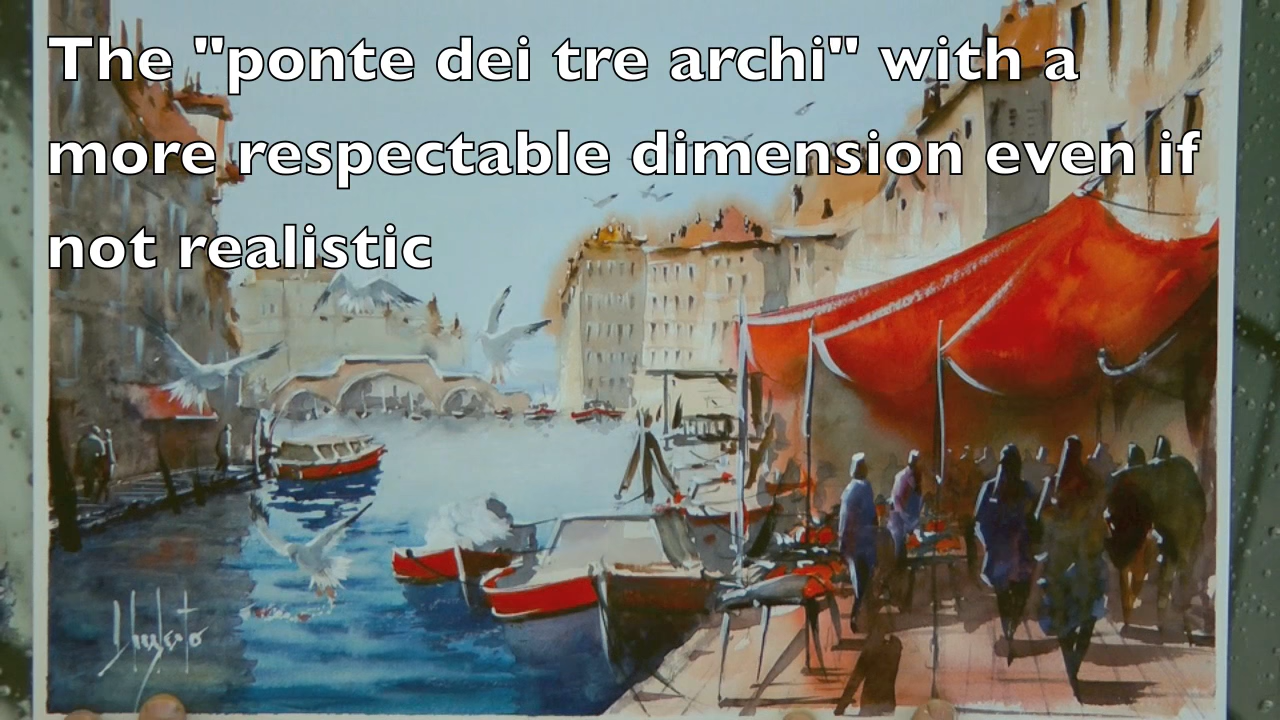 The "ponte dei tre archi" with a
more respectable dimension even if
not realistic